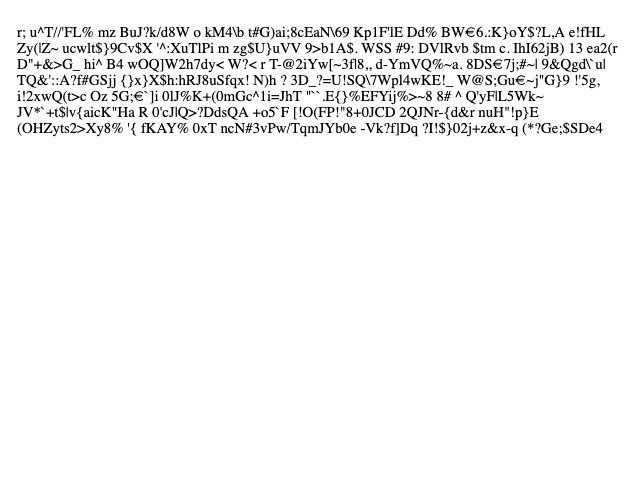 r; u^T//'FL% mz BuJ?k/d8W o kM4\b t#G)ai;8cEaN\69 Kp1F'lE Dd% BW€6.:K}oY$?L,A e!fHL
Zy(|Z~ ucwlt$}9Cv$X '^:XuTlPi m zg$U}uVV 9>b1A$. WSS #9: DVlRvb $tm c. IhI62jB) 13 ea2(r
D"+&>G_ hi^ B4 wOQ]W2h7dy< W?< r T-@2iYw[~3fl8,, d-YmVQ%~a. 8DS€7j;#~| 9&Qgd\`u|
TQ&'::A?f#GSjj {}x}X$h:hRJ8uSfqx! N)h ? 3D_?=U!SQ\7Wpl4wKE!_ W@S;Gu€~j"G}9 !'5g,
i!2xwQ(t>c Oz 5G;€`]i 0lJ%K+(0mGc^1i=JhT "``.E{}%EFYij%>~8 8# ^ Q'yF|L5Wk~
JV*`+t$|v{aicK"Ha R 0'cJ|Q>?DdsQA +o5`F [!O(FP!"8+0JCD 2QJNr-{d&r nuH"!p}E
(OHZyts2>Xy8% '{ fKAY% 0xT ncN#3vPw/TqmJYb0e -Vk?f]Dq ?I!$}02j+z&x-q (*?Ge;$SDe4